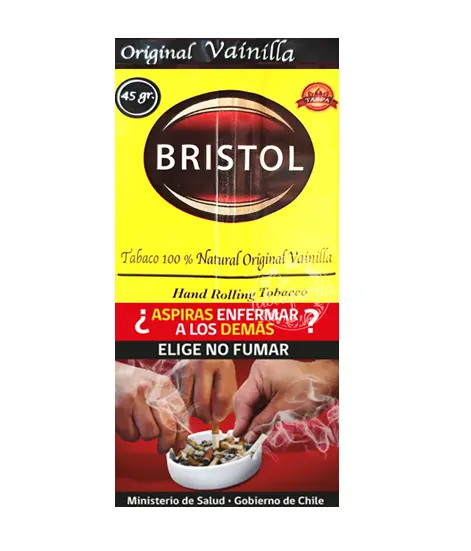 Original Vainilla
45 gr.
TABPA
BRISTOL
Tabaco 100 % Natural Original Vainilla
Hand Rolling Tobacco
¿ASPIRAS ENFERMAR
A LOS DEMÁS?
ELIGE NO FUMAR
Ministerio de Salud • Gobierno de Chile